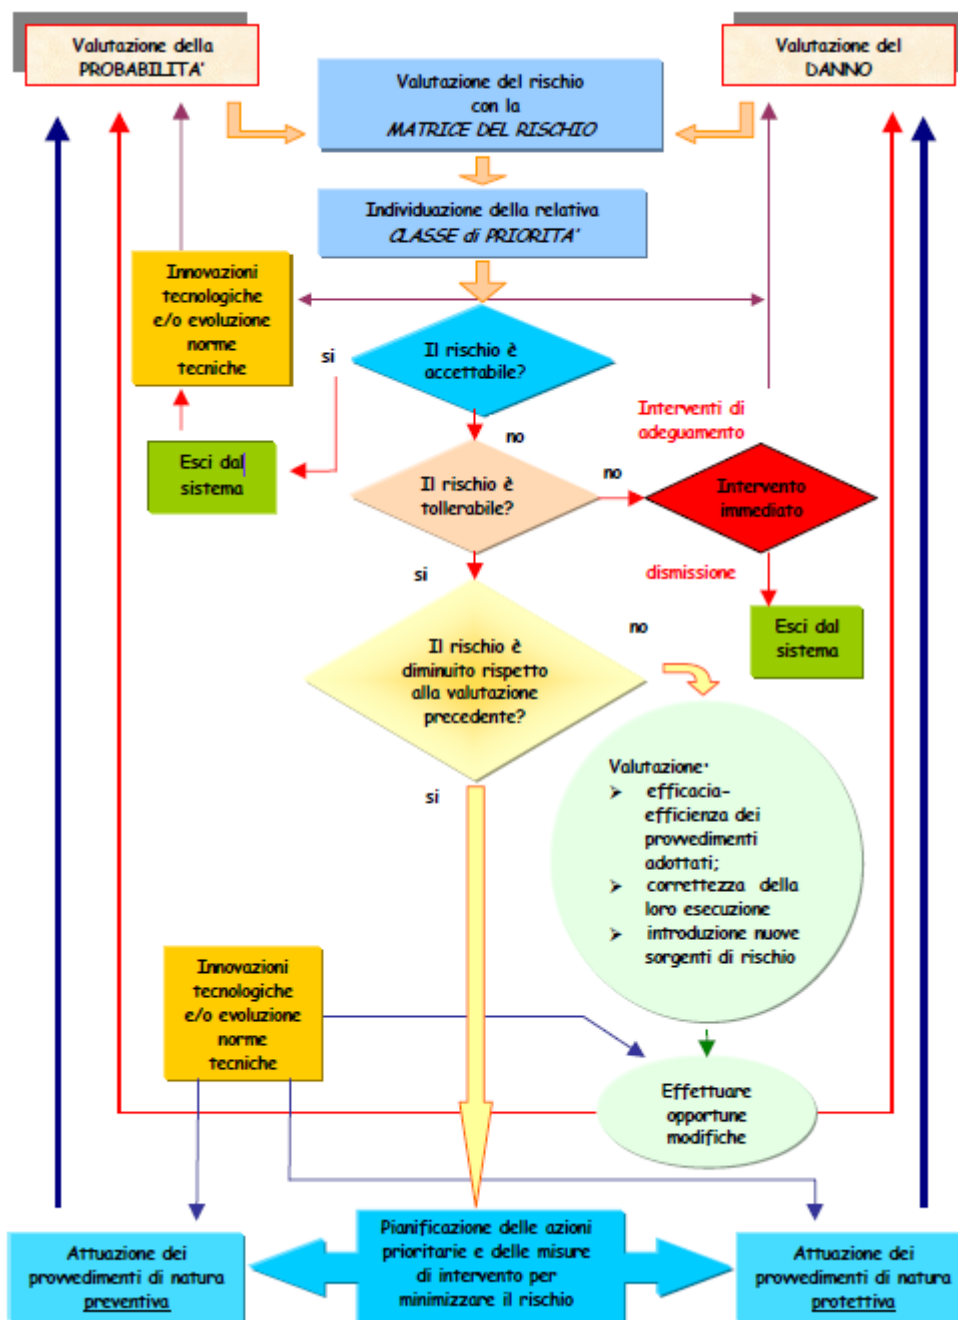 Valutazione della
PROBABILITA'
Valutazione del
DANNO
Valutazione del rischio
con la
MATRICE DEL RISCHIO
Individuazione della relativa
CLASSE di PRIORITA'
Innovazioni
tecnologiche
e/o evoluzione
norme
tecniche
si
Il rischio è
accettabile?
no
Interventi di
adeguamento
Esci dal
sistema
Il rischio è
tollerabile?
no
Intervento
immediato
si
dismissione
Esci dal
sistema
no
Il rischio è
diminuito rispetto
alla valutazione
precedente?
si
Valutazione:
➢ efficacia-
efficienza dei
provvedimenti
adottati;
➢ correttezza della
loro esecuzione
➢ introduzione nuove
sorgenti di rischio
Innovazioni
tecnologiche
e/o evoluzione
norme
tecniche
Effettuare
opportune
modifiche
Pianificazione delle azioni
prioritarie e delle misure
di intervento per
minimizzare il rischio
Attuazione dei
provvedimenti di natura
preventiva
Attuazione dei
provvedimenti di natura
protettiva